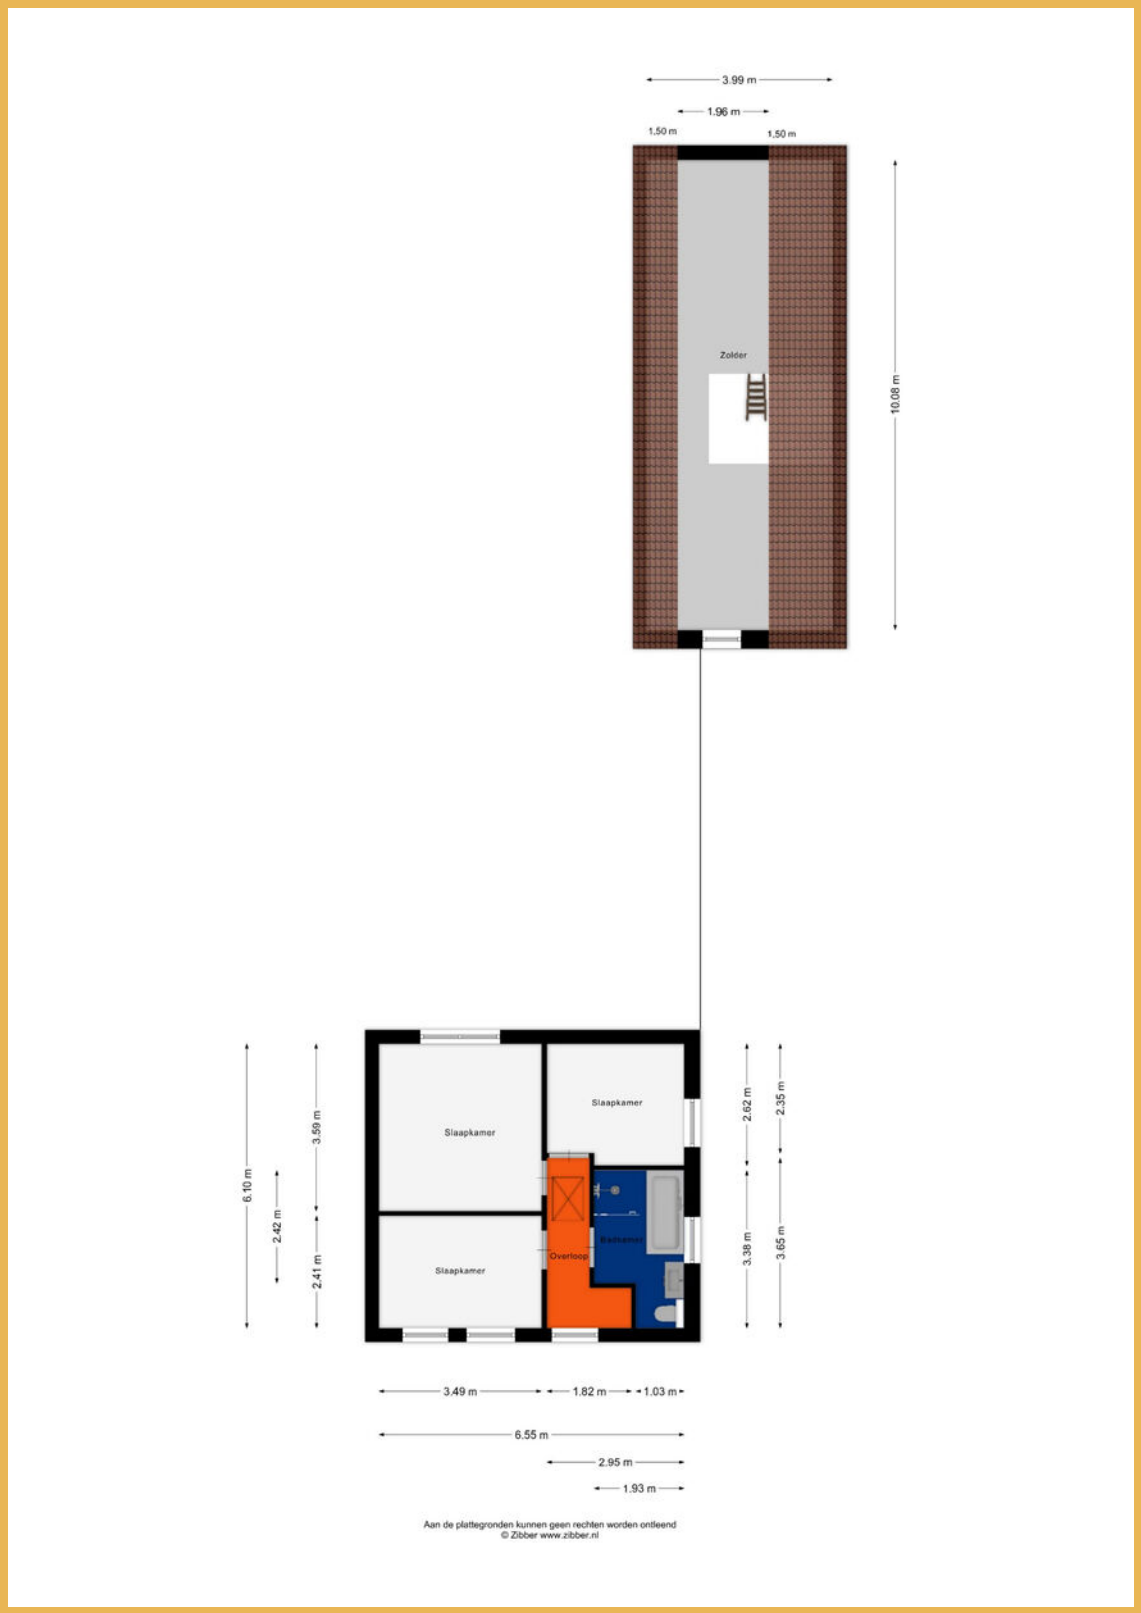 3.99 m
1.96 m
1,50 m
1,50 m
Zolder
10.08 m
Slaapkamer
Slaapkamer
Slaapkamer
Badkamer
Overloop
6.10 m
3.59 m
2.42 m
2.41 m
2.62 m
2.35 m
3.38 m
3.65 m
3.49 m
1.82 m
1.03 m
6.55 m
2.95 m
1.93 m
Aan de plattegronden kunnen geen rechten worden ontleend
© Zibber www.zibber.nl